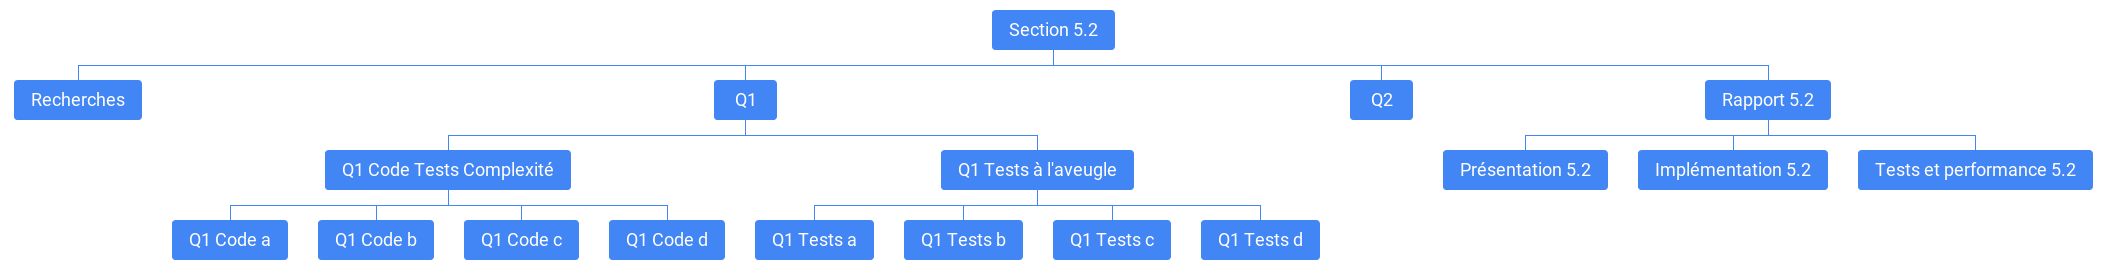 Section 5.2
Recherches
Q1
Q2
Rapport 5.2
Q1 Code Tests Complexité
Q1 Tests à l'aveugle
Présentation 5.2
Implémentation 5.2
Tests et performance 5.2
Q1 Code a
Q1 Code b
Q1 Code c
Q1 Code d
Q1 Tests a
Q1 Tests b
Q1 Tests c
Q1 Tests d